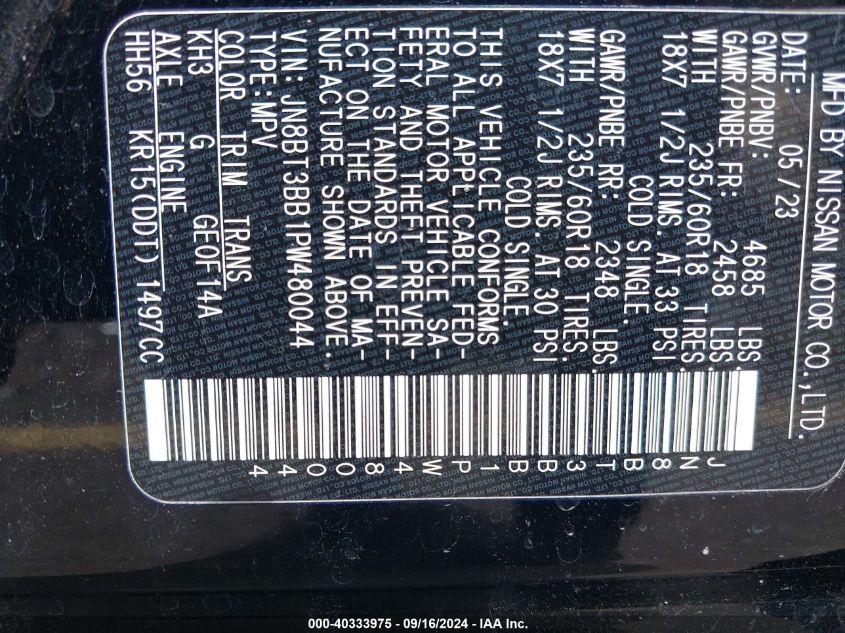 MFD BY NISSAN MOTOR CO.,LTD.
DATE: 05/23
GVWR/PNBV: 4685 LBS.
GAWR/PNBE FR: 2458 LBS.
WITH 235/60R18 TIRES.
18X7 1/2J RIMS. AT 33 PSI
COLD SINGLE.
GAWR/PNBE RR: 2348 LBS.
WITH 235/60R18 TIRES.
18X7 1/2J RIMS. AT 30 PSI
COLD SINGLE.
THIS VEHICLE CONFORMS
TO ALL APPLICABLE FED-
ERAL MOTOR VEHICLE SA-
FETY AND THEFT PREVEN-
TION STANDARDS IN EFF-
ECT ON THE DATE OF MA-
NUFACTURE SHOWN ABOVE.
VIN: JN8BT3BB1PW480044
TYPE: MPV
COLOR TRIM TRANS
KH3 G GE0F14A
AXLE ENGINE
HH56 KR15(DDT) 1497CC
JN8BT3BB1PW480044
000-40333975 - 09/16/2024 - IAA Inc.